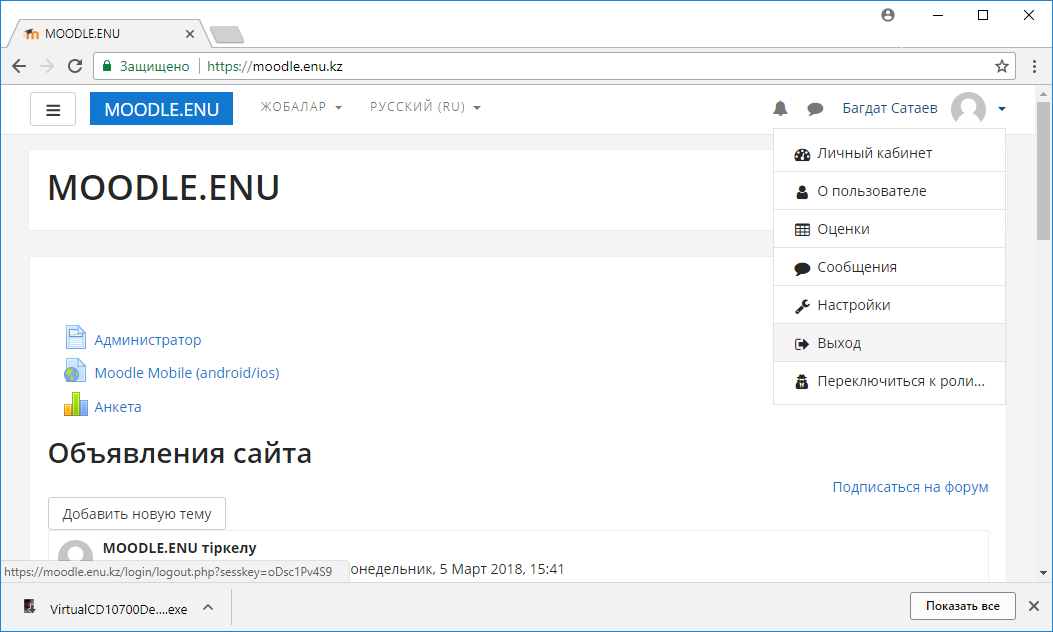 MOODLE.ENU
Защищено https://moodle.enu.kz
MOODLE.ENU ЖОБАЛАР РУССКИЙ (RU) Багдат Сатаев
Личный кабинет
О пользователе
Оценки
Сообщения
Настройки
Выход
Переключиться к роли...
MOODLE.ENU
Администратор
Moodle Mobile (android/ios)
Анкета
Объявления сайта
Подписаться на форум
Добавить новую тему
MOODLE.ENU тіркелу
онедельник, 5 Март 2018, 15:41
https://moodle.enu.kz/login/logout.php?sesskey=oDsc1Pv4S9
VirtualCD10700De....exe Показать все